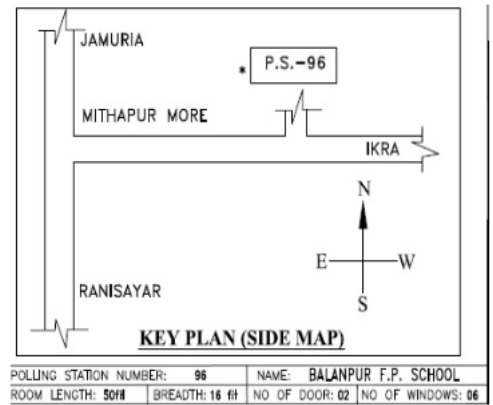 JAMURIA
* P.S.-96
MITHAPUR MORE
IKRA
N
E W
S
RANISAYAR
KEY PLAN (SIDE MAP)
POLLING STATION NUMBER: 96 NAME: BALANPUR F.P. SCHOOL
ROOM LENGTH: 50fit BREADTH: 16 fit NO OF DOOR: 02 NO OF WINDOWS: 06